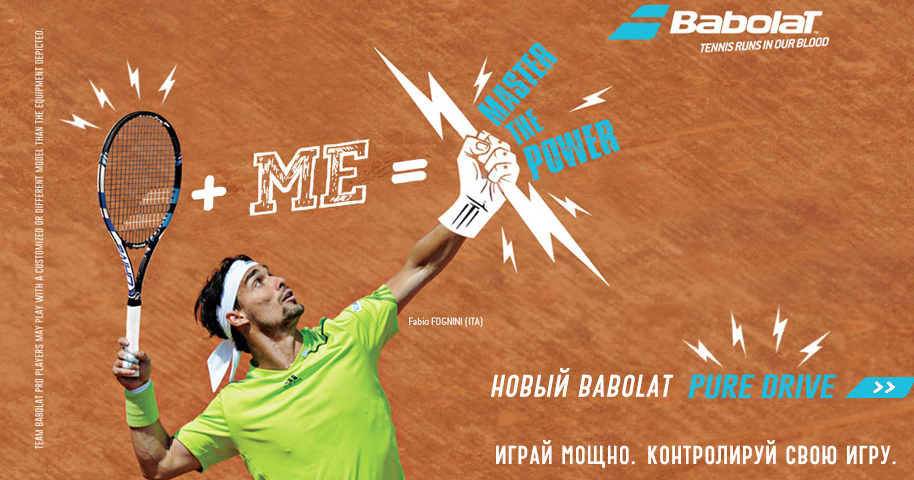 BABOLAT
TENNIS RUNS IN OUR BLOOD
TEAM BABOLAT PRO PLAYERS MAY PLAY WITH A CUSTOMIZED OR DIFFERENT MODEL THAN THE EQUIPMENT DEPICTED
+ ME =
MASTER
THE
POWER
Fabio FOGNINI (ITA)
НОВЫЙ BABOLAT PURE DRIVE >>
ИГРАЙ МОЩНО. КОНТРОЛИРУЙ СВОЮ ИГРУ.